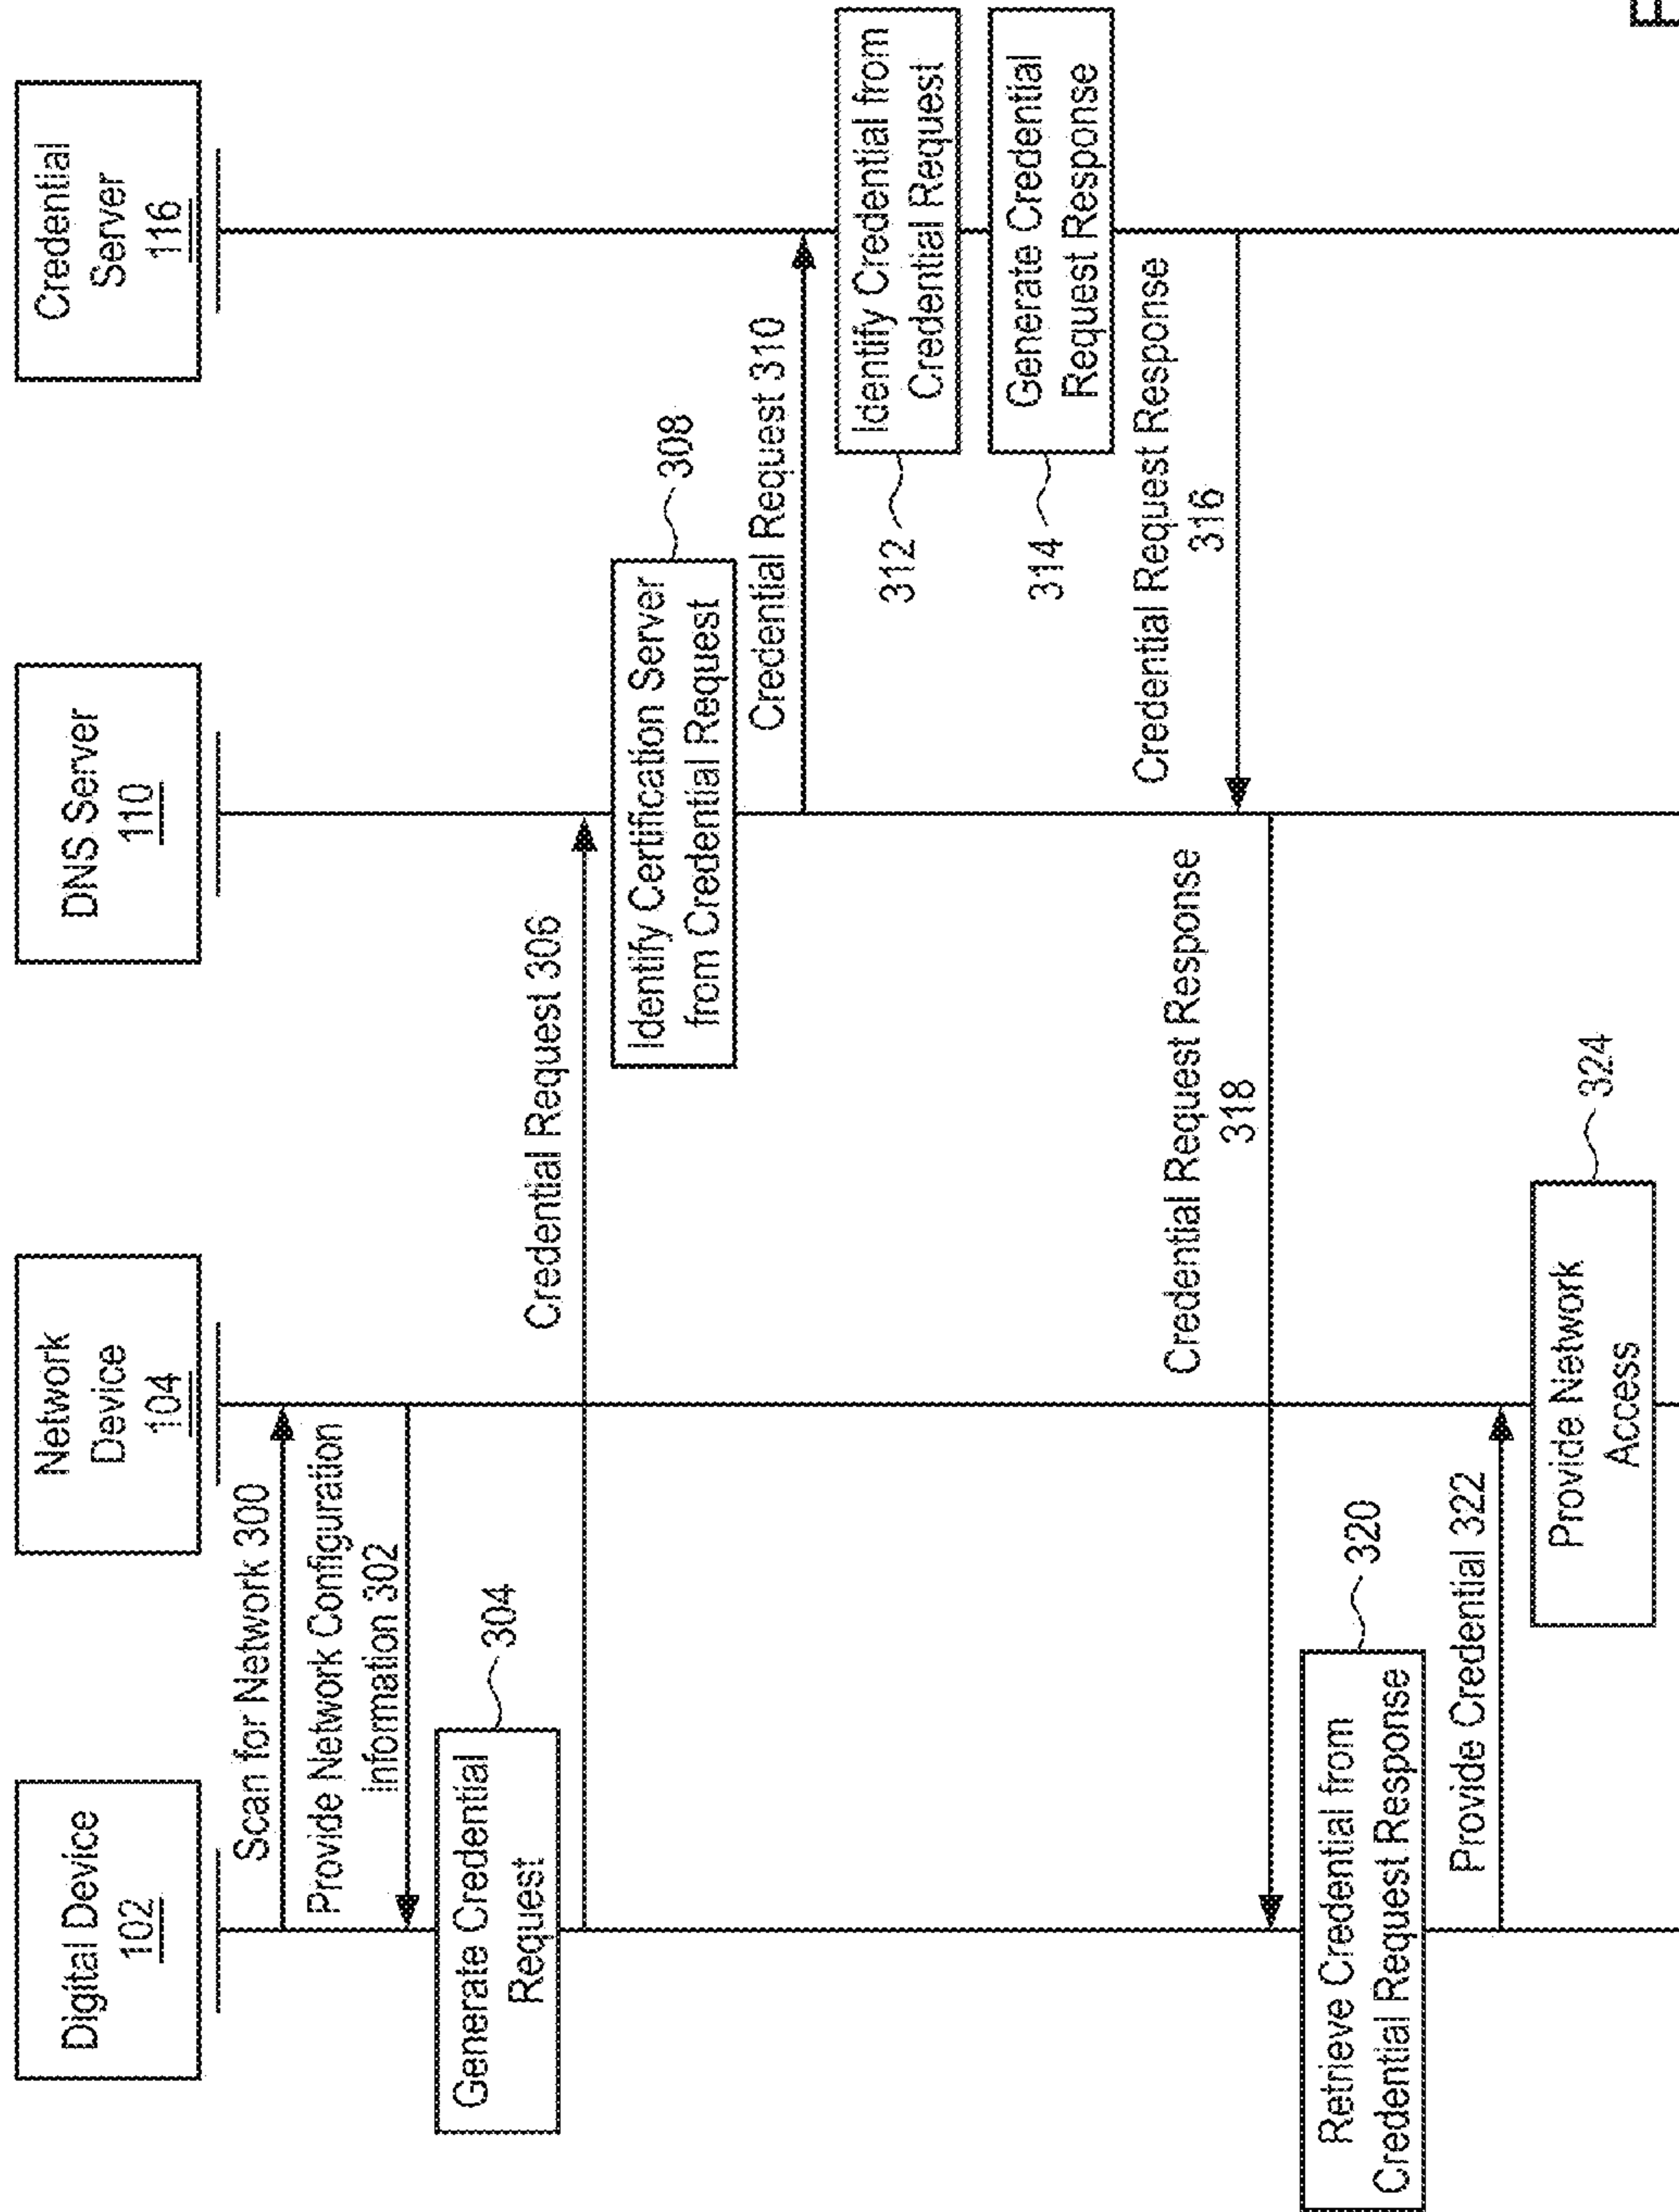 Digital Device
102
Network
Device
104
DNS Server
110
Credential
Server
116
Scan for Network 300
Provide Network Configuration
Information 302
Generate Credential
Request
304
Credential Request 306
Identify Certification Server
from Credential Request
308
Credential Request 310
Identify Credential from
Credential Request
312
Generate Credential
Request Response
314
Credential Request Response
316
Credential Request Response
318
Retrieve Credential from
Credential Request Response
320
Provide Credential 322
Provide Network
Access
324